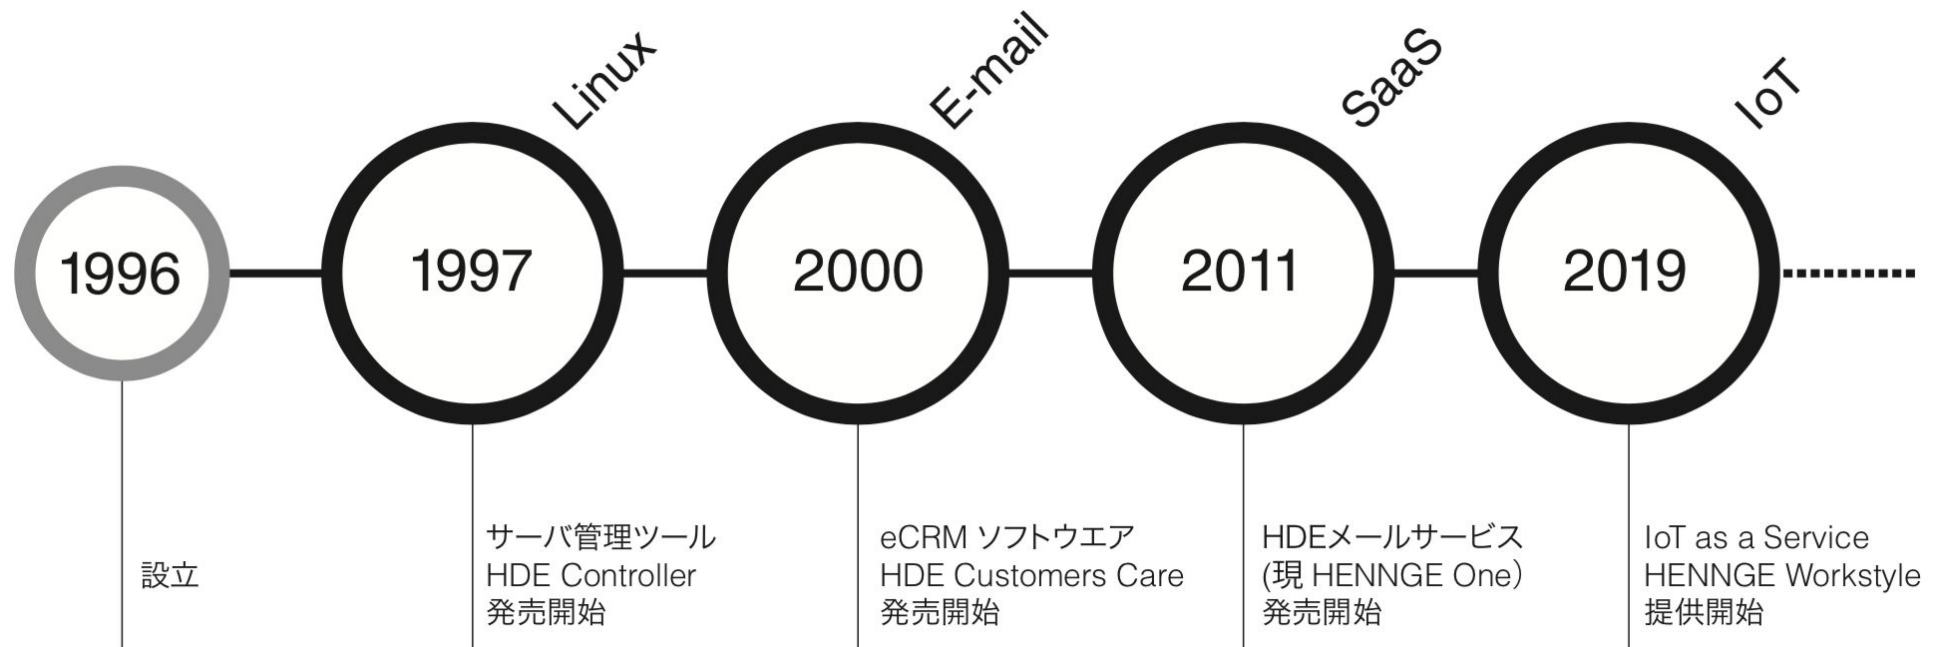 Linux
E-mail
SaaS
IoT
1996
1997
2000
2011
2019
設立
サーバ管理ツール
HDE Controller
発売開始
eCRM ソフトウエア
HDE Customers Care
発売開始
HDEメールサービス
(現 HENNGE One）
発売開始
IoT as a Service
HENNGE Workstyle
提供開始